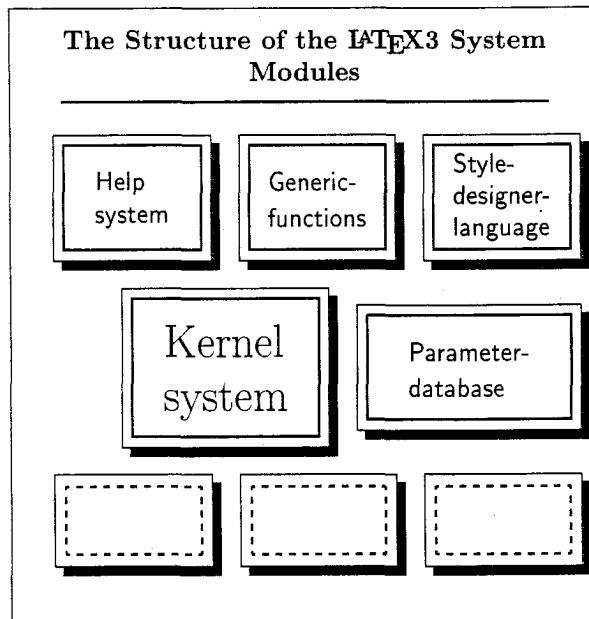 The Structure of the LATEX3 System
Modules
Help
system
Generic-
functions
Style-
designer-
language
Kernel
system
Parameter-
database